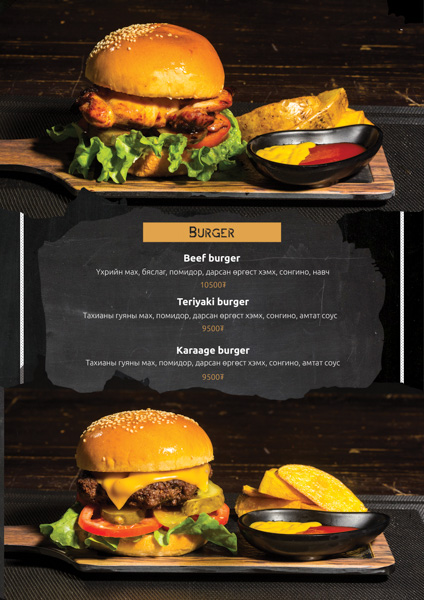 BURGER
Beef burger
Үхрийн мах, бяслаг, помидор, дарсан өргөст хэмх, сонгино, навч
10500₮
Teriyaki burger
Тахианы гуяны мах, помидор, дарсан өргөст хэмх, сонгино, амтат соус
9500₮
Karaage burger
Тахианы гуяны мах, помидор, дарсан өргөст хэмх, сонгино, амтат соус
9500₮